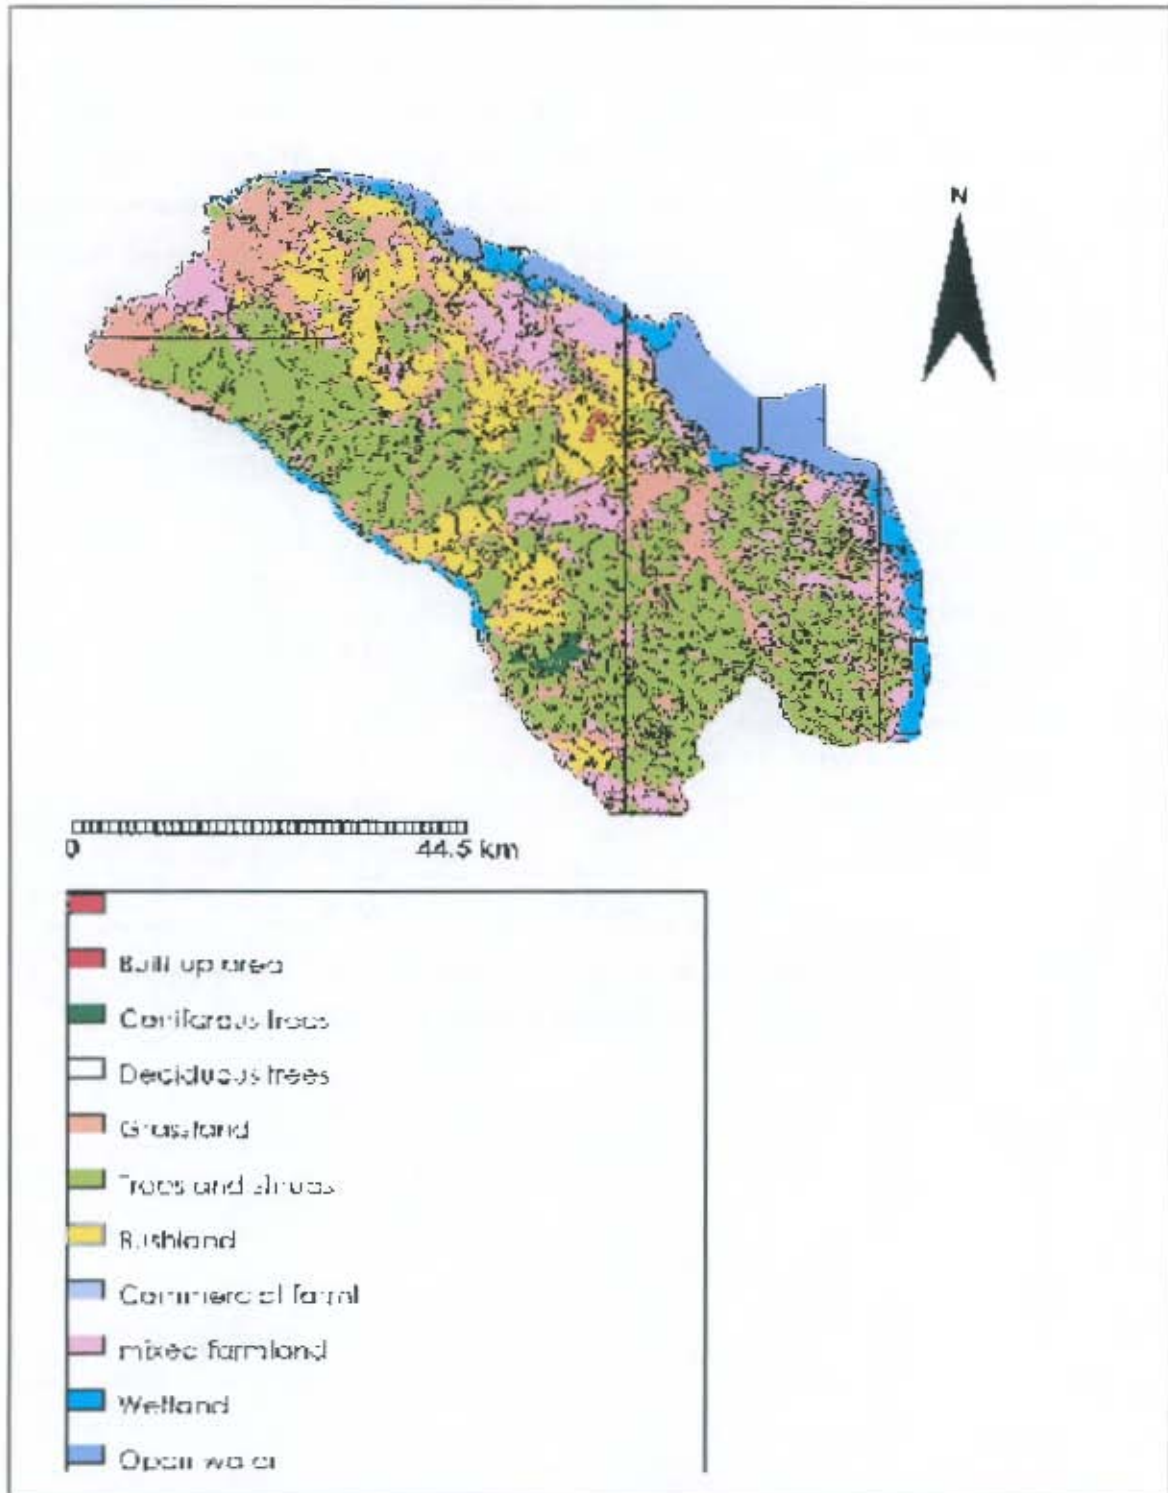 N
0 44.5 km
Built up area
Coniferous trees
Deciduous trees
Grassland
Trees and shrubs
Bushland
Commercial farml
mixed farmland
Wetland
Open water